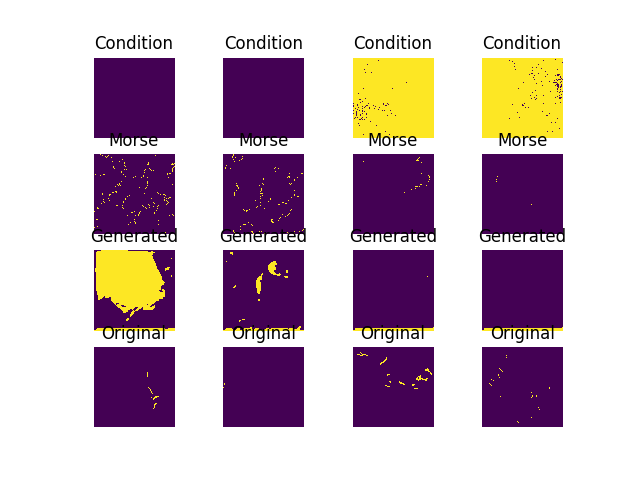 Condition Condition Condition Condition
Morse Morse Morse Morse
Generated Generated Generated Generated
Original Original Original Original